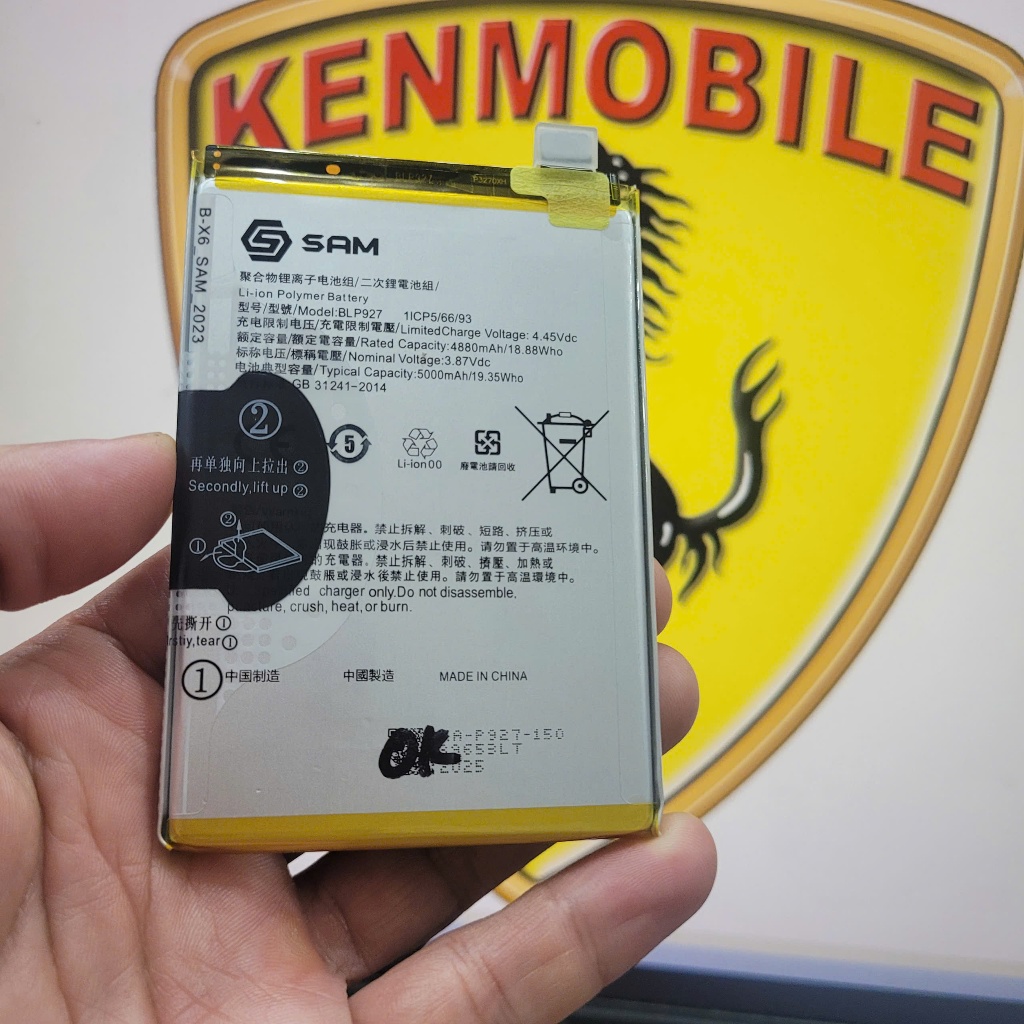 KENMOBILE
BLP927
B-X6_SAM_2023
SAM
聚合物锂离子电池组/二次鋰電池組/
Li-ion Polymer Battery
型号/型號/Model:BLP927 1ICP5/66/93
充电限制电压/充電限制電壓/LimitedCharge Voltage: 4.45Vdc
额定容量/額定電容量/Rated Capacity:4880mAh/18.88Who
标称电压/標稱電壓/Nominal Voltage:3.87Vdc
电池典型容量/Typical Capacity:5000mAh/19.35Who
GB 31241-2014
②
再单独向上拉出②
Secondly,lift up ②
②
①
5
Li-ion00
廢電池請回收
充电器。禁止拆解、刺破、短路、挤压或
现鼓胀或浸水后禁止使用。请勿置于高温环境中。
的充電器。禁止拆解、刺破、擠壓、加熱或
鼓脹或浸水後禁止使用。請勿置于高溫環境中。
charger only.Do not disassemble,
crush, heat,or burn.
先撕开①
tear①
①
中国制造 中國製造 MADE IN CHINA
A-P927-150
965BLT
2025
OK